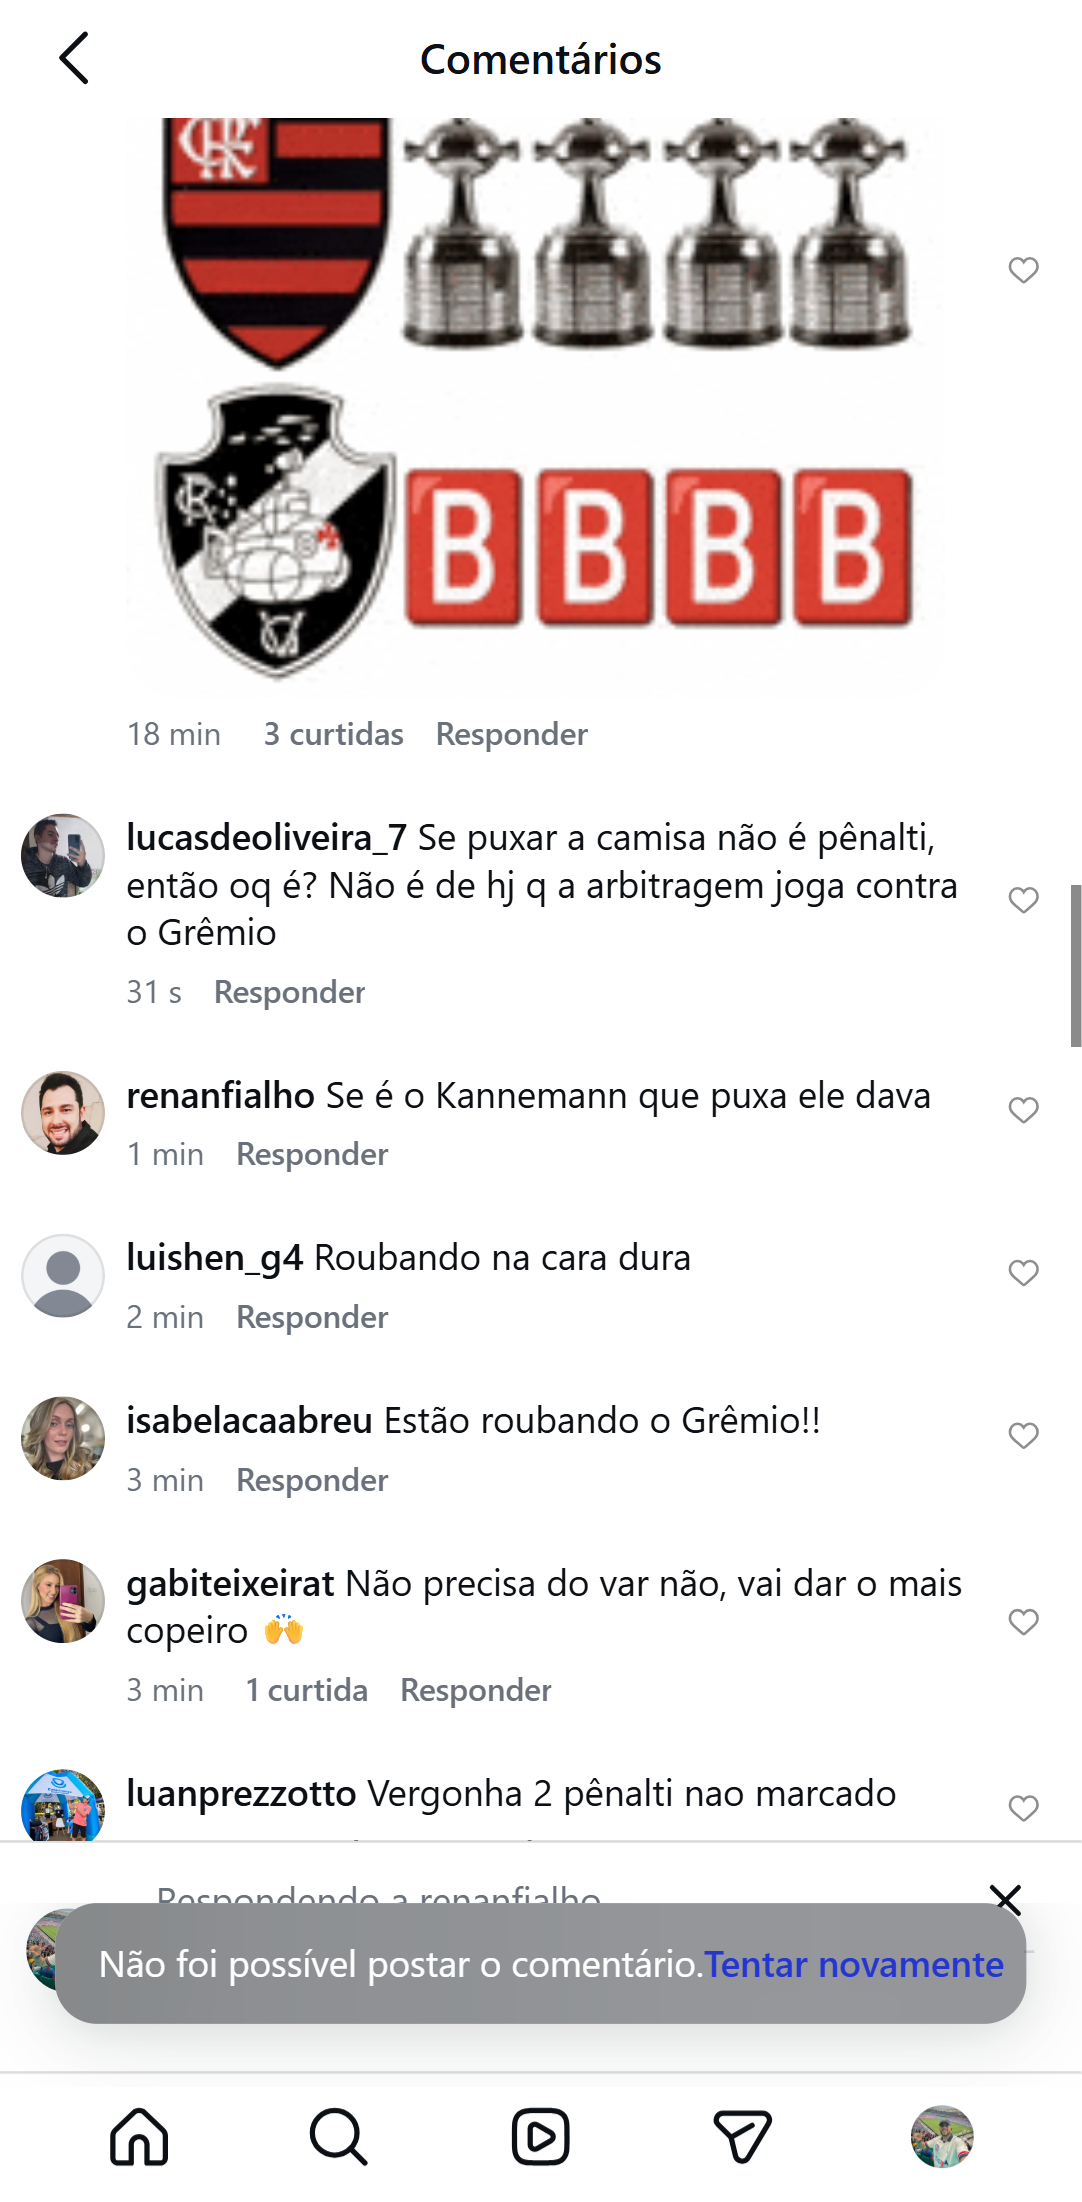 Comentários
B B B B
18 min 3 curtidas Responder
lucasdeoliveira_7 Se puxar a camisa não é pênalti,
então oq é? Não é de hj q a arbitragem joga contra
o Grêmio
31 s Responder
renanfialho Se é o Kannemann que puxa ele dava
1 min Responder
luishen_g4 Roubando na cara dura
2 min Responder
isabelacaabreu Estão roubando o Grêmio!!
3 min Responder
gabiteixeirat Não precisa do var não, vai dar o mais
copeiro 🙌
3 min 1 curtida Responder
luanprezzotto Vergonha 2 pênalti nao marcado
Respondendo a renanfialho
Não foi possível postar o comentário.Tentar novamente